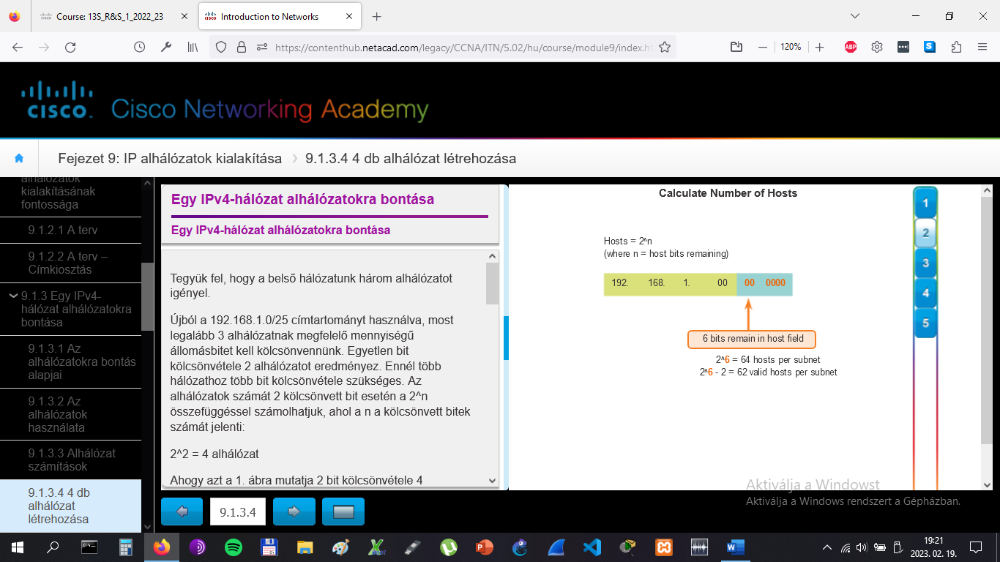 Course: 13S_R&S_1_2022_23
Introduction to Networks
https://contenthub.netacad.com/legacy/CCNA/ITN/5.02/hu/course/module9/index.ht
120%
ABP
S
CISCO. Cisco Networking Academy
Fejezet 9: IP alhálózatok kialakítása
9.1.3.4 4 db alhálózat létrehozása
alhálózatok
kialakításának
fontossága
9.1.2.1 A terv
9.1.2.2 A terv –
Címkiosztás
9.1.3 Egy IPv4-
hálózat alhálózatokra
bontása
9.1.3.1 Az
alhálózatokra bontás
alapjai
9.1.3.2 Az
alhálózatok
használata
9.1.3.3 Alhálózat
számítások
9.1.3.4 4 db
alhálózat
létrehozása
Egy IPv4-hálózat alhálózatokra bontása
Egy IPv4-hálózat alhálózatokra bontása
Tegyük fel, hogy a belső hálózatunk három alhálózatot
igényel.
Újból a 192.168.1.0/25 címtartományt használva, most
legalább 3 alhálózatnak megfelelő mennyiségű
állomásbitet kell kölcsönvennünk. Egyetlen bit
kölcsönvétele 2 alhálózatot eredményez. Ennél több
hálózathoz több bit kölcsönvétele szükséges. Az
alhálózatok számát 2 kölcsönvett bit esetén a 2^n
összefüggéssel számolhatjuk, ahol a n a kölcsönvett bitek
számát jelenti:
2^2 = 4 alhálózat
Ahogy azt a 1. ábra mutatja 2 bit kölcsönvétele 4
9.1.3.4
Calculate Number of Hosts
Hosts = 2^n
(where n = host bits remaining)
192. 168. 1. 00 00 0000
6 bits remain in host field
2^6 = 64 hosts per subnet
2^6 - 2 = 62 valid hosts per subnet
1
2
3
4
5
Aktiválja a Windowst
Aktiválja a Windows rendszert a Gépházban.
19:21
2023. 02. 19.